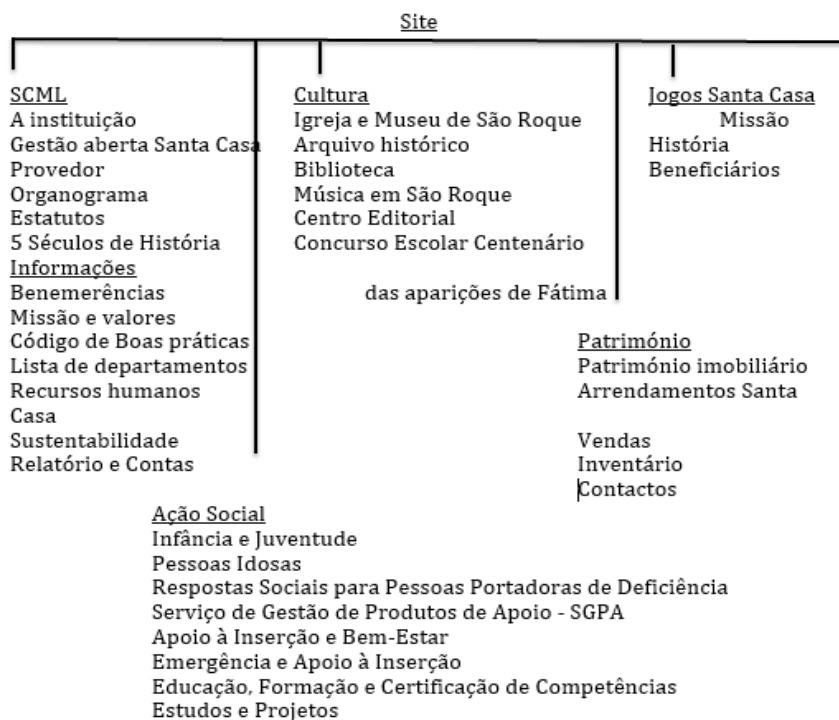 Site
SCML
A instituição
Gestão aberta Santa Casa
Provedor
Organograma
Estatutos
5 Séculos de História
Informações
Benemerências
Missão e valores
Código de Boas práticas
Lista de departamentos
Recursos humanos
Casa
Sustentabilidade
Relatório e Contas
Cultura
Igreja e Museu de São Roque
Arquivo histórico
Biblioteca
Música em São Roque
Centro Editorial
Concurso Escolar Centenário
das aparições de Fátima
Jogos Santa Casa
Missão
História
Beneficiários
Património
Património imobiliário
Arrendamentos Santa
Vendas
Inventário
Contactos
Ação Social
Infância e Juventude
Pessoas Idosas
Respostas Sociais para Pessoas Portadoras de Deficiência
Serviço de Gestão de Produtos de Apoio - SGPA
Apoio à Inserção e Bem-Estar
Emergência e Apoio à Inserção
Educação, Formação e Certificação de Competências
Estudos e Projetos